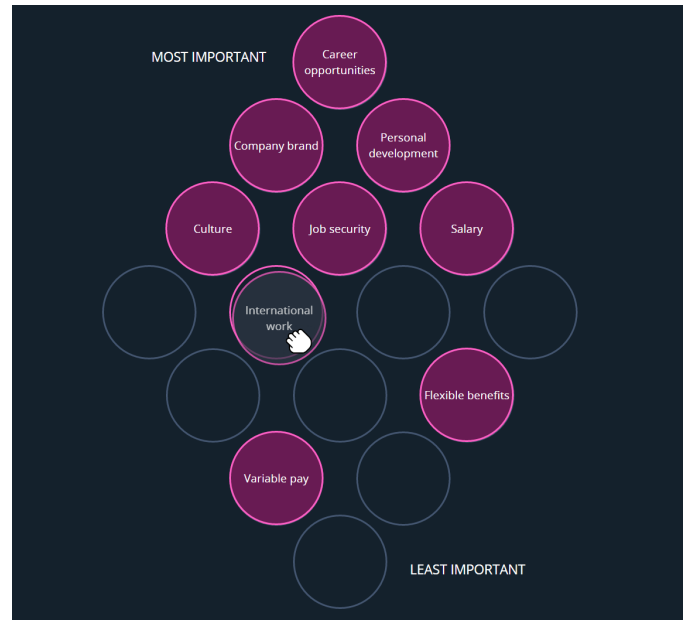 MOST IMPORTANT
Career
opportunities
Company brand
Personal
development
Culture
Job security
Salary
International
work
Flexible benefits
Variable pay
LEAST IMPORTANT